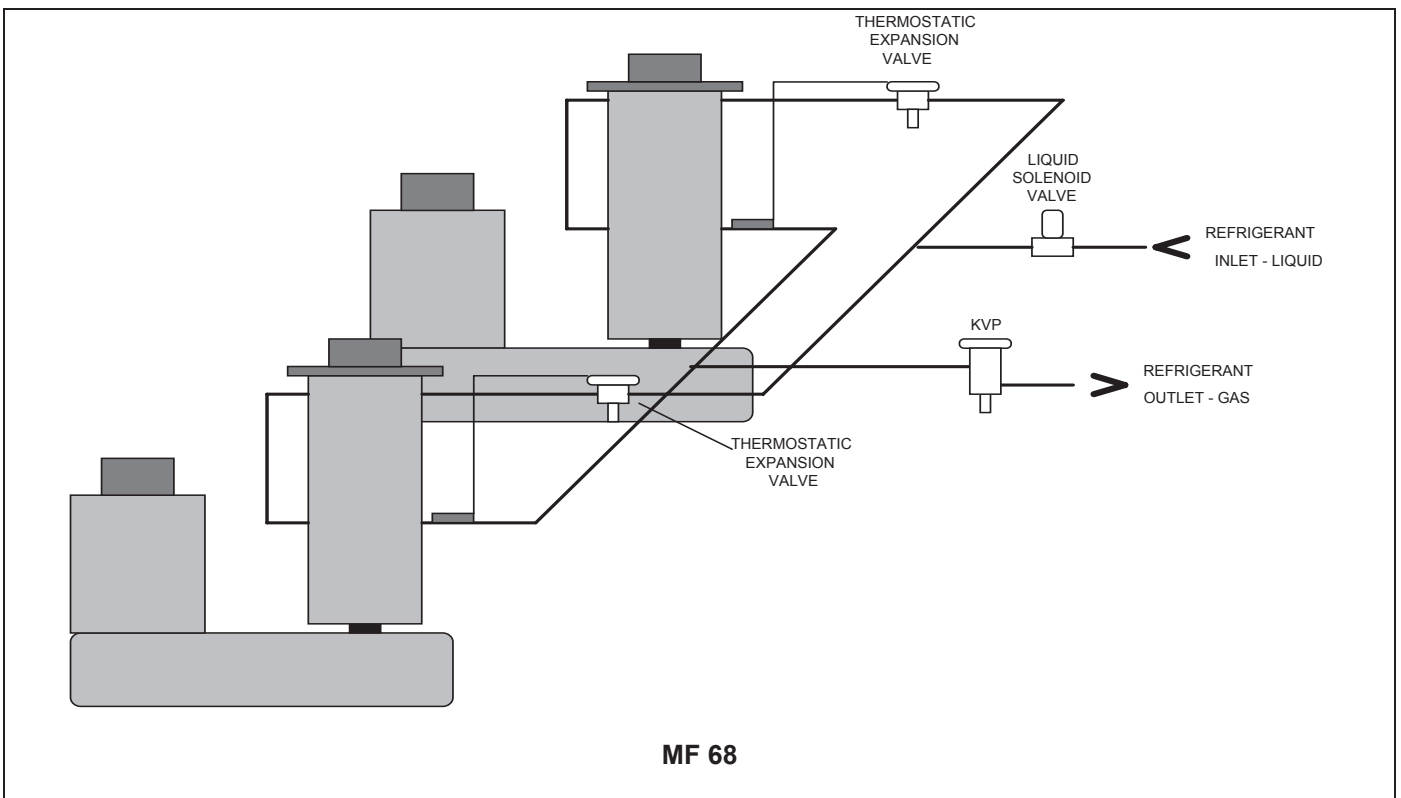 THERMOSTATIC
EXPANSION
VALVE
LIQUID
SOLENOID
VALVE
REFRIGERANT
INLET - LIQUID
KVP
REFRIGERANT
OUTLET - GAS
THERMOSTATIC
EXPANSION
VALVE
MF 68